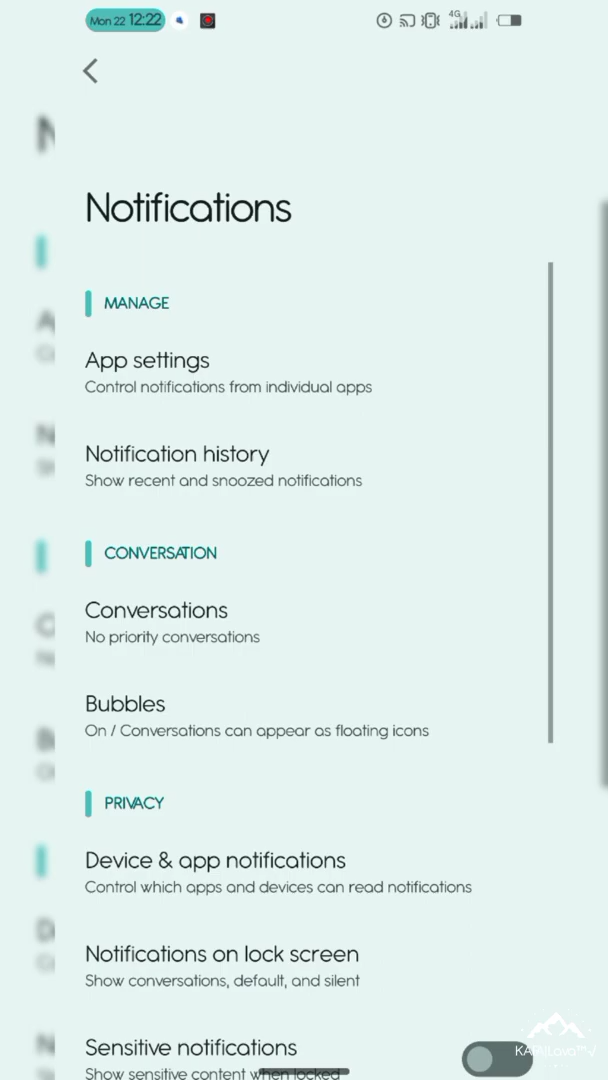 Mon 22 12:22
4G
Notifications
MANAGE
App settings
Control notifications from individual apps
Notification history
Show recent and snoozed notifications
CONVERSATION
Conversations
No priority conversations
Bubbles
On / Conversations can appear as floating icons
PRIVACY
Device & app notifications
Control which apps and devices can read notifications
Notifications on lock screen
Show conversations, default, and silent
Sensitive notifications
Show sensitive content when locked